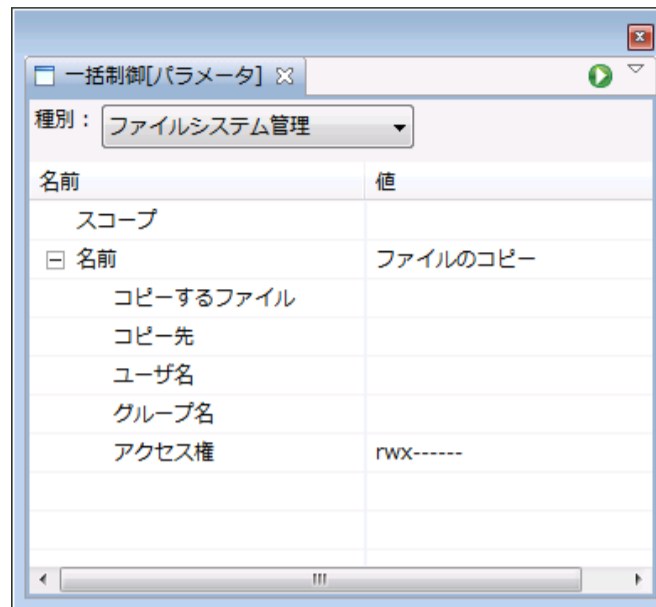 一括制御[パラメータ]
種別： ファイルシステム管理
名前 値
スコープ
名前 ファイルのコピー
コピーするファイル
コピー先
ユーザ名
グループ名
アクセス権 rwx------